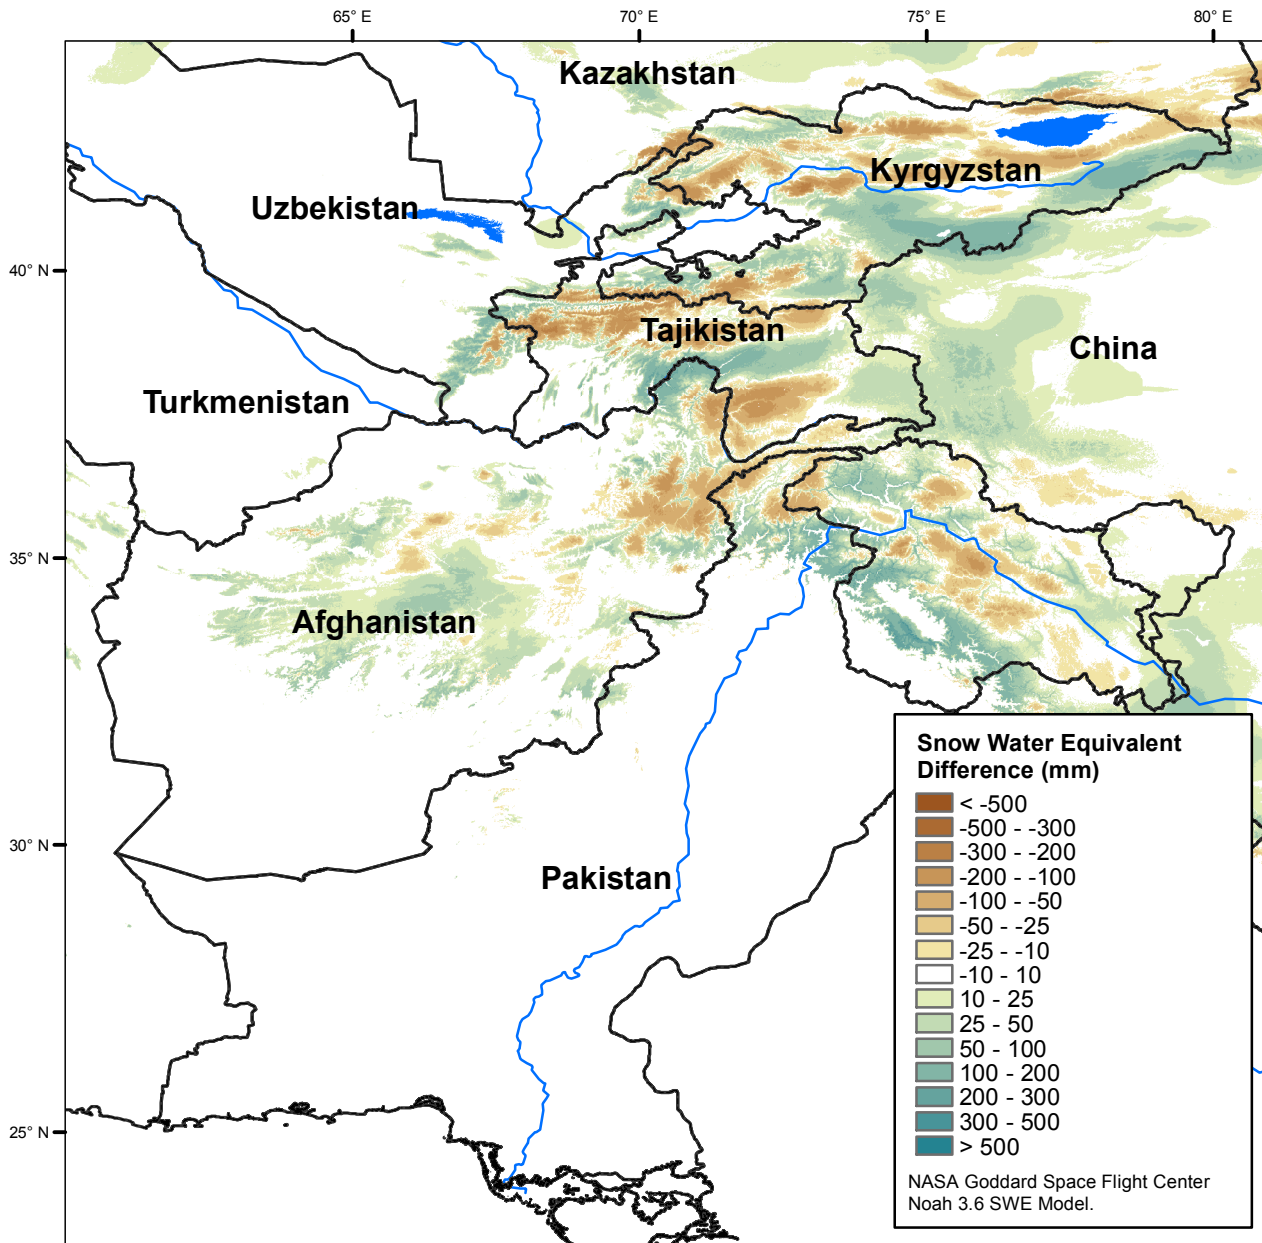 65° E
70° E
75° E
80° E
Kazakhstan
Kyrgyzstan
Uzbekistan
40° N
Tajikistan
China
Turkmenistan
35° N
Afghanistan
Snow Water Equivalent
Difference (mm)
< -500
-500 - -300
-300 - -200
-200 - -100
-100 - -50
-50 - -25
-25 - -10
-10 - 10
10 - 25
25 - 50
50 - 100
100 - 200
200 - 300
300 - 500
> 500
30° N
Pakistan
25° N
NASA Goddard Space Flight Center
Noah 3.6 SWE Model.